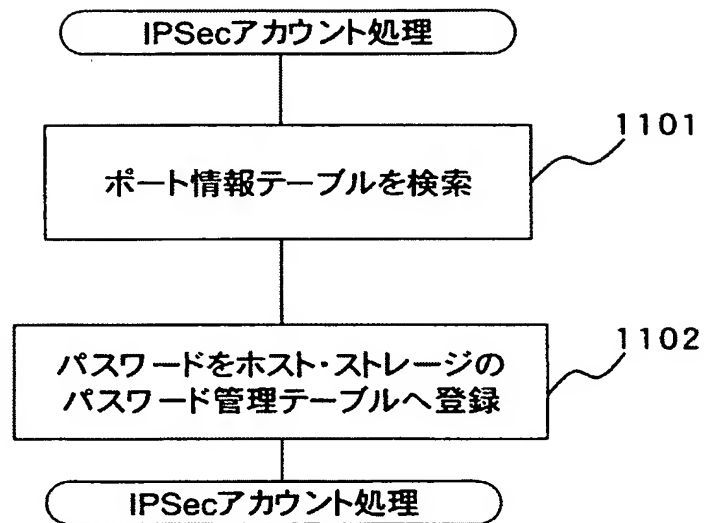 IPSecアカウント処理
1101
ポート情報テーブルを検索
1102
パスワードをホスト・ストレージの
パスワード管理テーブルへ登録
IPSecアカウント処理